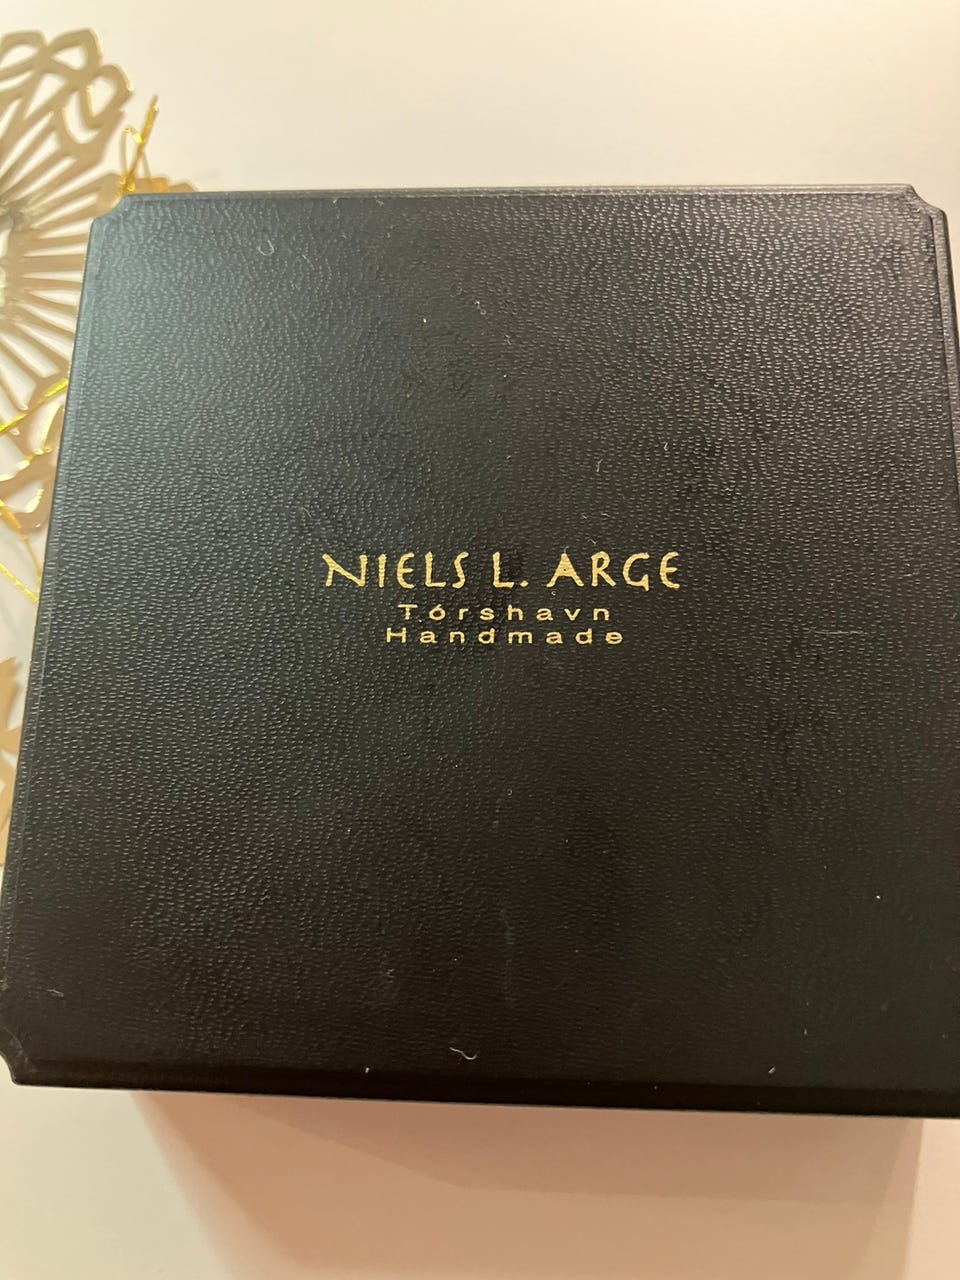 NIELS L. ARGE
Tórshavn
Handmade